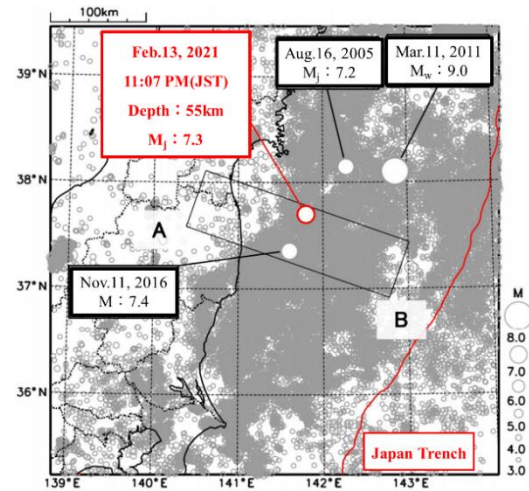 100km
Feb.13, 2021
11:07 PM(JST)
Depth：55km
Mj：7.3
Aug.16, 2005
Mj：7.2
Mar.11, 2011
Mw：9.0
39°N
38°N
37°N
36°N
A
B
Nov.11, 2016
M：7.4
Japan Trench
M
8.0
7.0
6.0
5.0
4.0
3.0
139°E
140°E
141°E
142°E
143°E